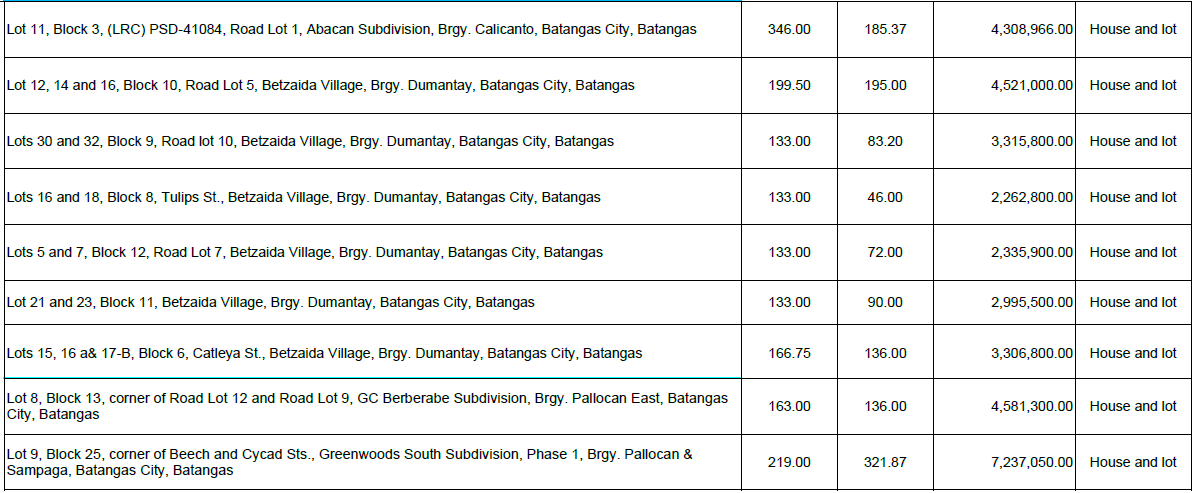 Lot 11, Block 3, (LRC) PSD-41084, Road Lot 1, Abacan Subdivision, Brgy. Calicanto, Batangas City, Batangas 346.00 185.37 4,308,966.00 House and lot
Lot 12, 14 and 16, Block 10, Road Lot 5, Betzaida Village, Brgy. Dumantay, Batangas City, Batangas 199.50 195.00 4,521,000.00 House and lot
Lots 30 and 32, Block 9, Road lot 10, Betzaida Village, Brgy. Dumantay, Batangas City, Batangas 133.00 83.20 3,315,800.00 House and lot
Lots 16 and 18, Block 8, Tulips St., Betzaida Village, Brgy. Dumantay, Batangas City, Batangas 133.00 46.00 2,262,800.00 House and lot
Lots 5 and 7, Block 12, Road Lot 7, Betzaida Village, Brgy. Dumantay, Batangas City, Batangas 133.00 72.00 2,335,900.00 House and lot
Lot 21 and 23, Block 11, Betzaida Village, Brgy. Dumantay, Batangas City, Batangas 133.00 90.00 2,995,500.00 House and lot
Lots 15, 16 a& 17-B, Block 6, Catleya St., Betzaida Village, Brgy. Dumantay, Batangas City, Batangas 166.75 136.00 3,306,800.00 House and lot
Lot 8, Block 13, corner of Road Lot 12 and Road Lot 9, GC Berberabe Subdivision, Brgy. Pallocan East, Batangas
City, Batangas 163.00 136.00 4,581,300.00 House and lot
Lot 9, Block 25, corner of Beech and Cycad Sts., Greenwoods South Subdivision, Phase 1, Brgy. Pallocan &
Sampaga, Batangas City, Batangas 219.00 321.87 7,237,050.00 House and lot